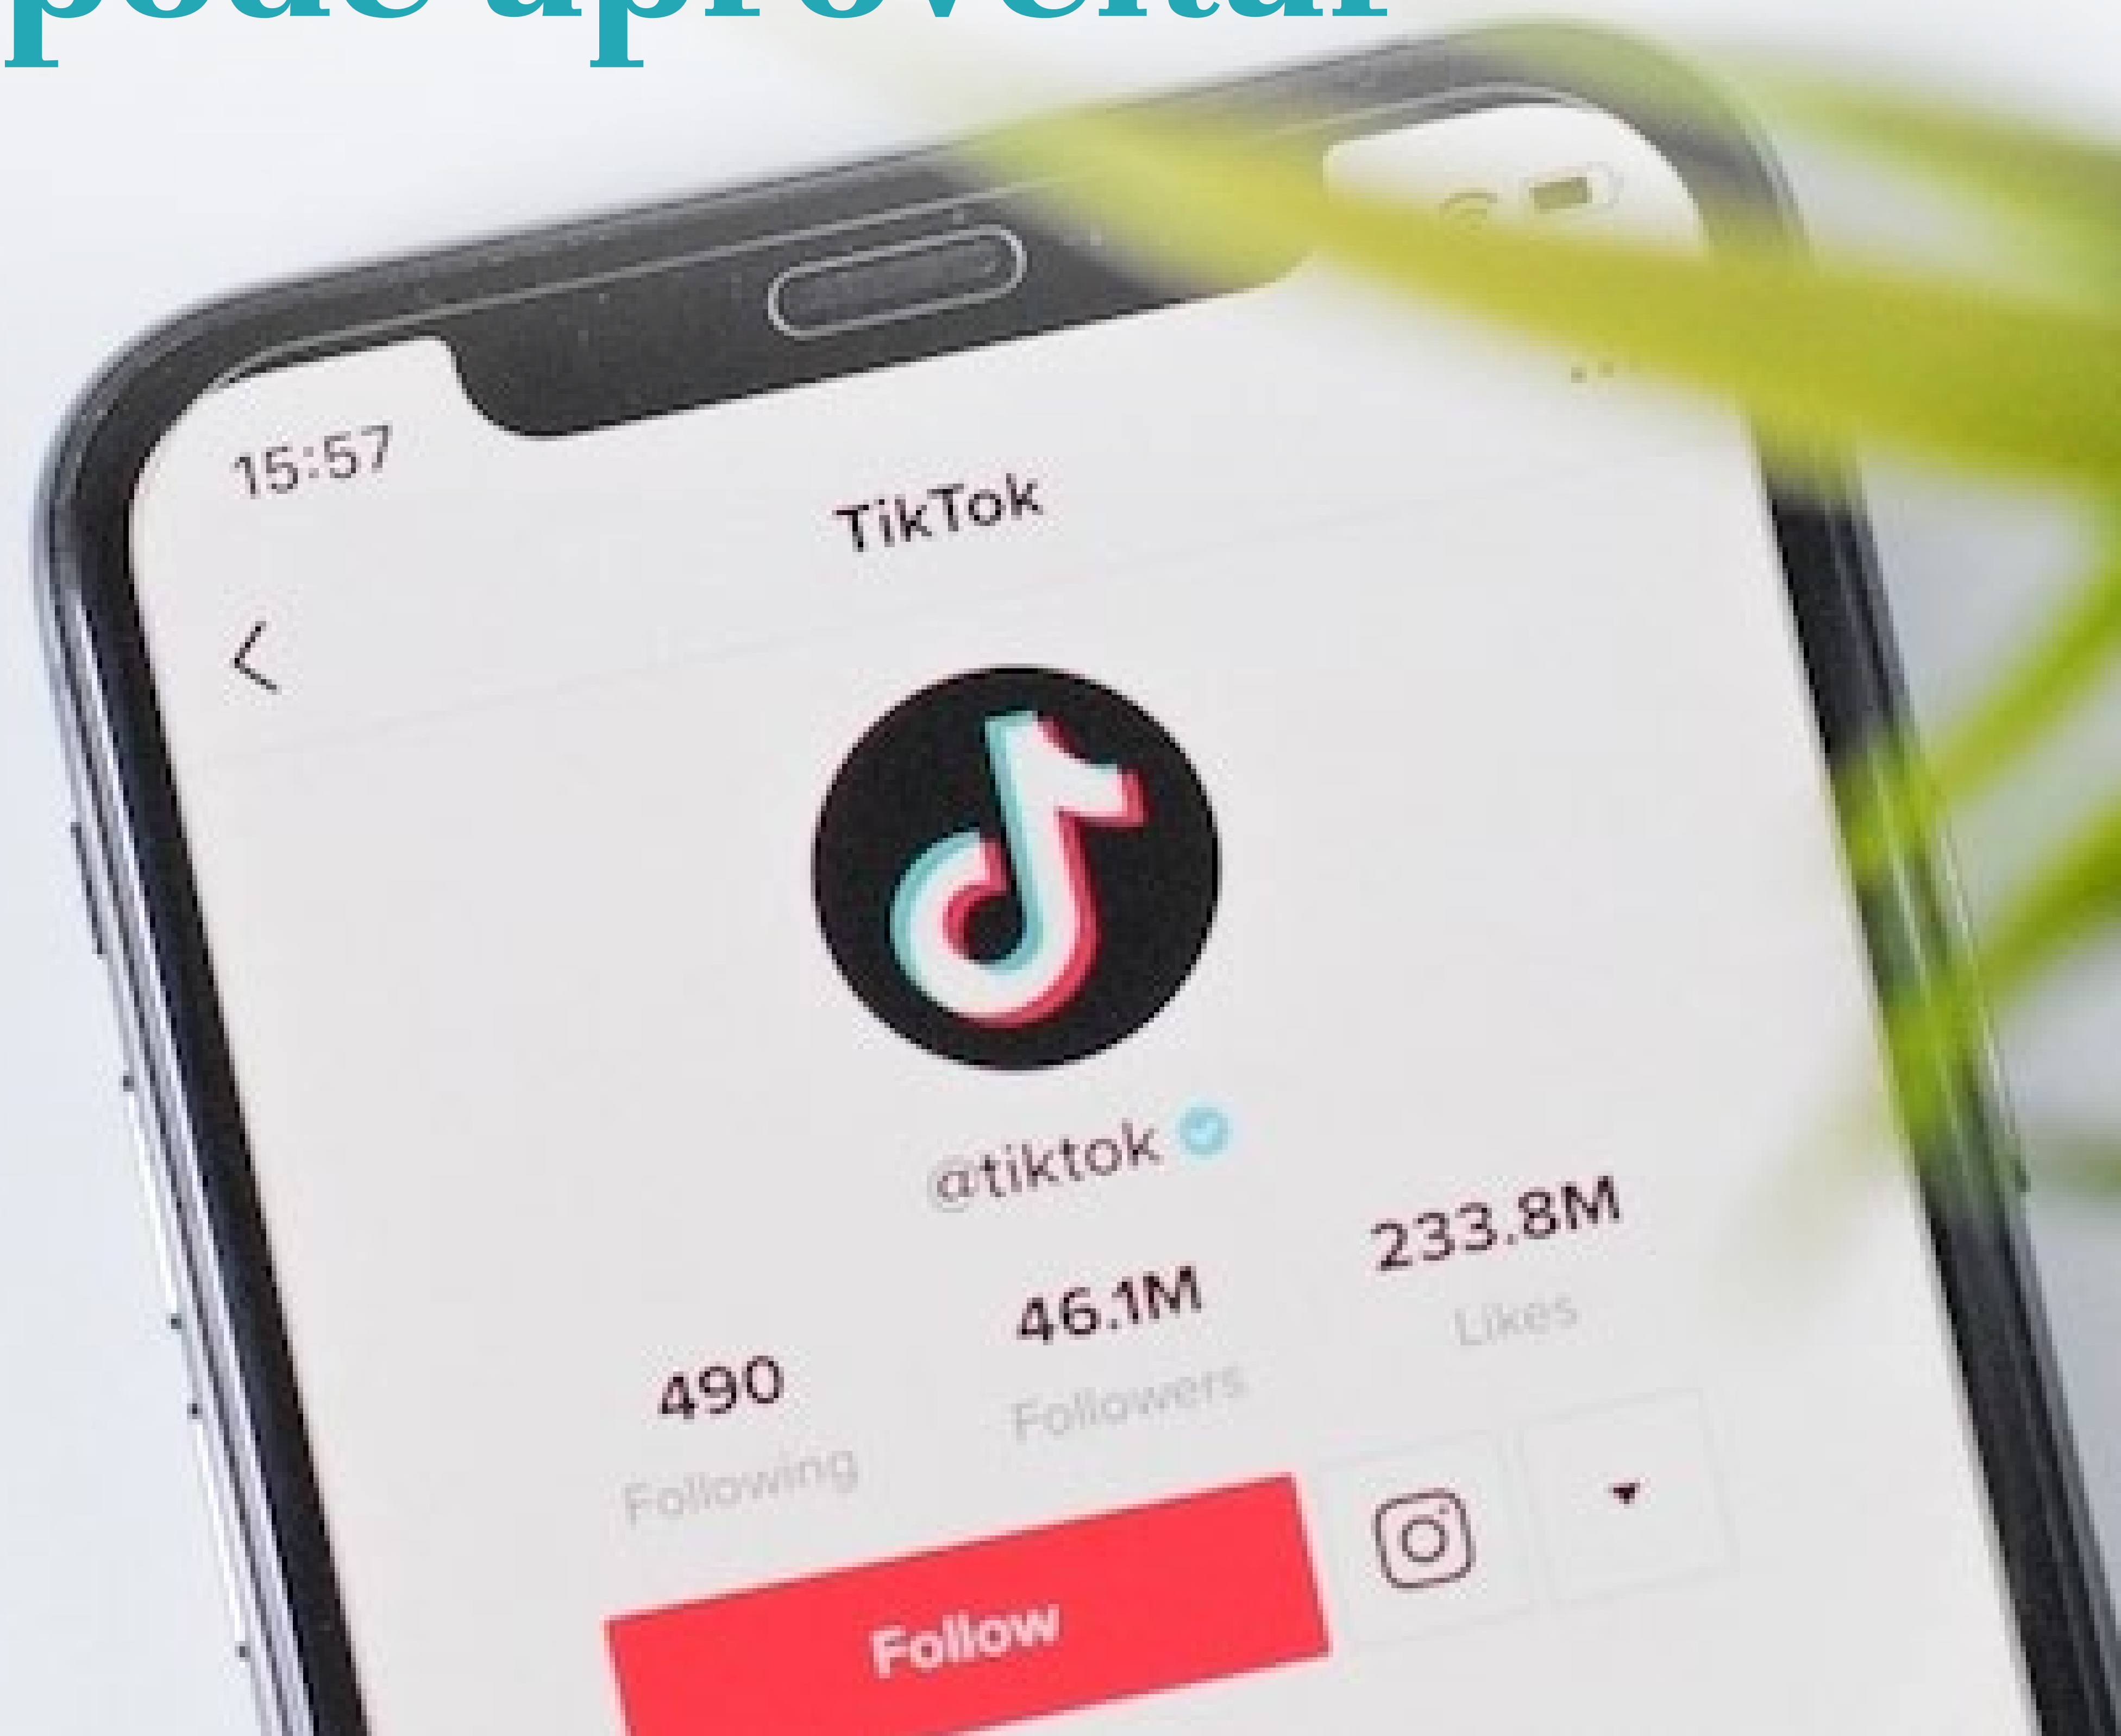 pode aproveitar
15:57
TikTok
@tiktok
490
Following
46.1M
Followers
233.8M
Likes
Follow